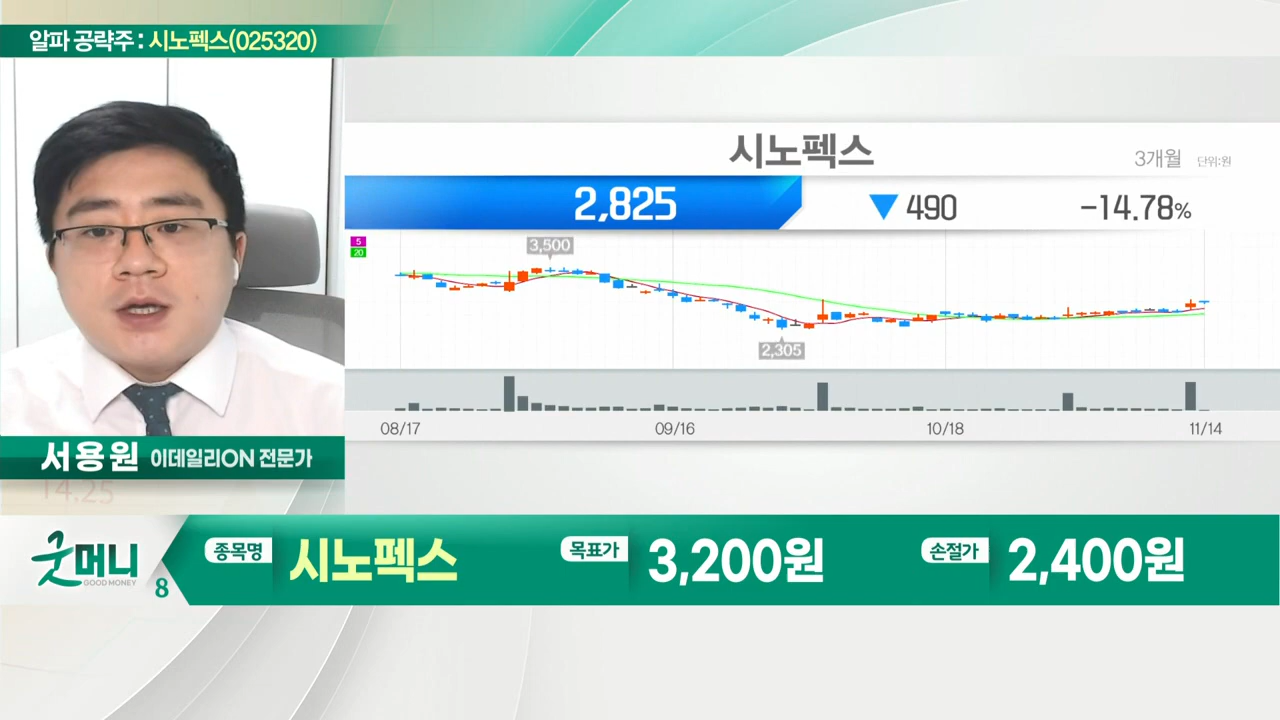 알파 공략주 : 시노펙스(025320)
시노펙스
3개월 단위:원
2,825 ▼ 490 -14.78%
5
20
3,500
2,305
08/17 09/16 10/18 11/14
서용원 이데일리ON 전문가
14.25
굿머니
GOOD MONEY
8
종목명 시노펙스 목표가 3,200원 손절가 2,400원